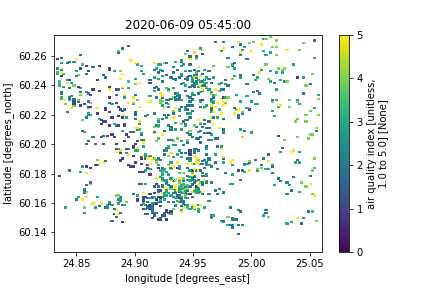 2020-06-09 05:45:00
60.26
60.24
60.22
60.20
60.18
60.16
60.14
latitude [degrees_north]
24.85 24.90 24.95 25.00 25.05
longitude [degrees_east]
5
4
3
2
1
0
air quality index [unitless,
1.0 to 5.0] [None]